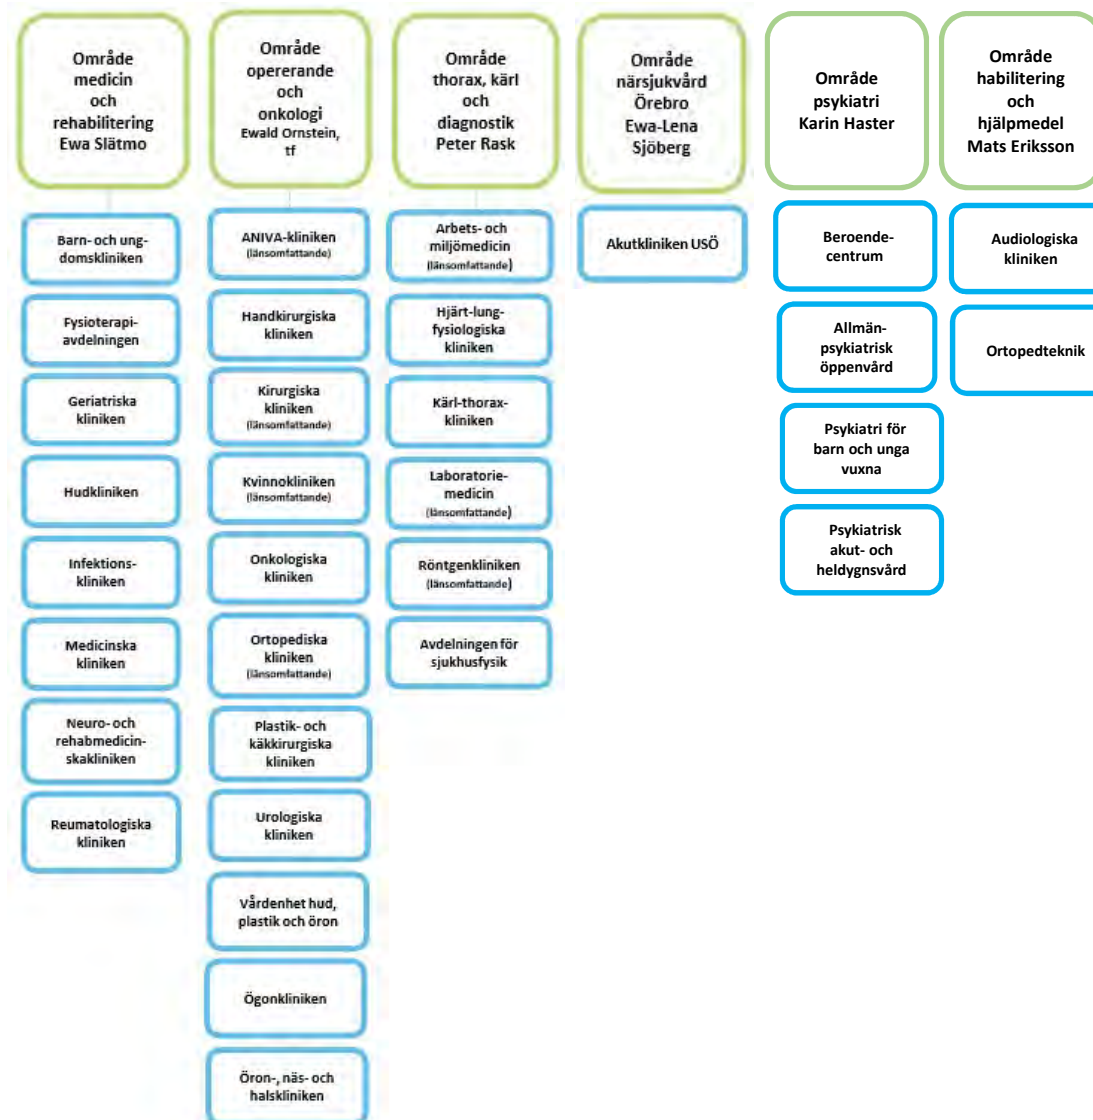 Område
medicin
och
rehabilitering
Ewa Slätmo
Barn- och ung-
domskliniken
Fysioterapi-
avdelningen
Geriatriska
kliniken
Hudkliniken
Infektions-
kliniken
Medicinska
kliniken
Neuro- och
rehabmedicin-
skakliniken
Reumatologiska
kliniken
Område
opererande
och
onkologi
Ewald Ornstein,
tf
ANIVA-kliniken
(länsomfattande)
Handkirurgiska
kliniken
Kirurgiska
kliniken
(länsomfattande)
Kvinnokliniken
(länsomfattande)
Onkologiska
kliniken
Ortopediska
kliniken
(länsomfattande)
Plastik- och
käkkirurgiska
kliniken
Urologiska
kliniken
Vårdenhet hud,
plastik och öron
Ögonkliniken
Öron-, näs- och
halskliniken
Område
thorax, kärl
och
diagnostik
Peter Rask
Arbets- och
miljömedicin
(länsomfattande)
Hjärt-lung-
fysiologiska
kliniken
Kärl-thorax-
kliniken
Laboratorie-
medicin
(länsomfattande)
Röntgenkliniken
(länsomfattande)
Avdelningen för
sjukhusfysik
Område
närsjukvård
Örebro
Ewa-Lena
Sjöberg
Akutkliniken USÖ
Område
psykiatri
Karin Haster
Beroende-
centrum
Allmän-
psykiatrisk
öppenvård
Psykiatri för
barn och unga
vuxna
Psykiatrisk
akut- och
heldygnsvård
Område
habilitering
och
hjälpmedel
Mats Eriksson
Audiologiska
kliniken
Ortopedteknik